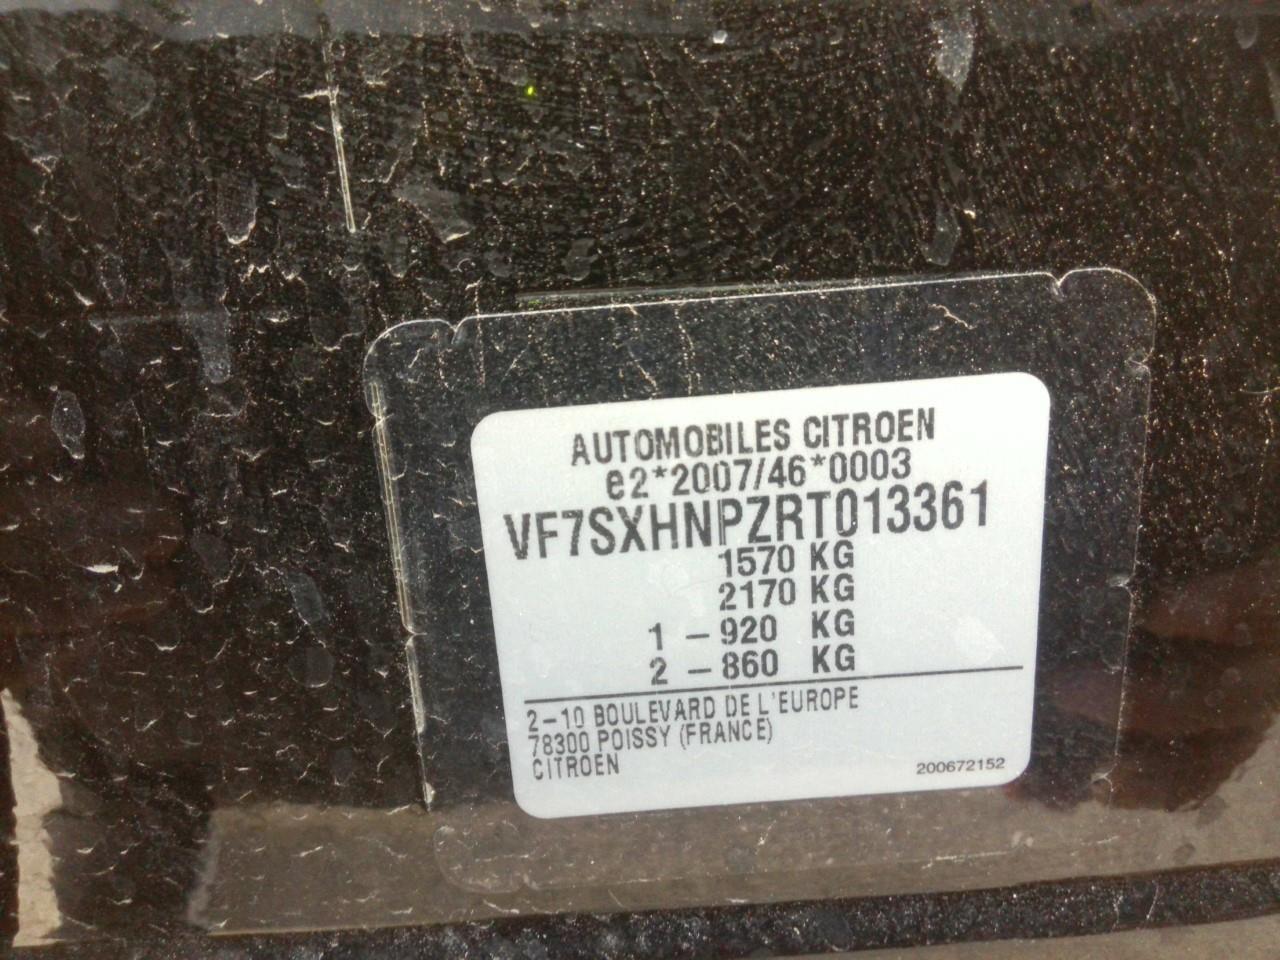 AUTOMOBILES CITROEN
e2*2007/46*0003
VF7SXHNPZRT013361
1570 KG
2170 KG
1 - 920 KG
2 - 860 KG
2-10 BOULEVARD DE L'EUROPE
78300 POISSY (FRANCE)
CITROEN
200672152